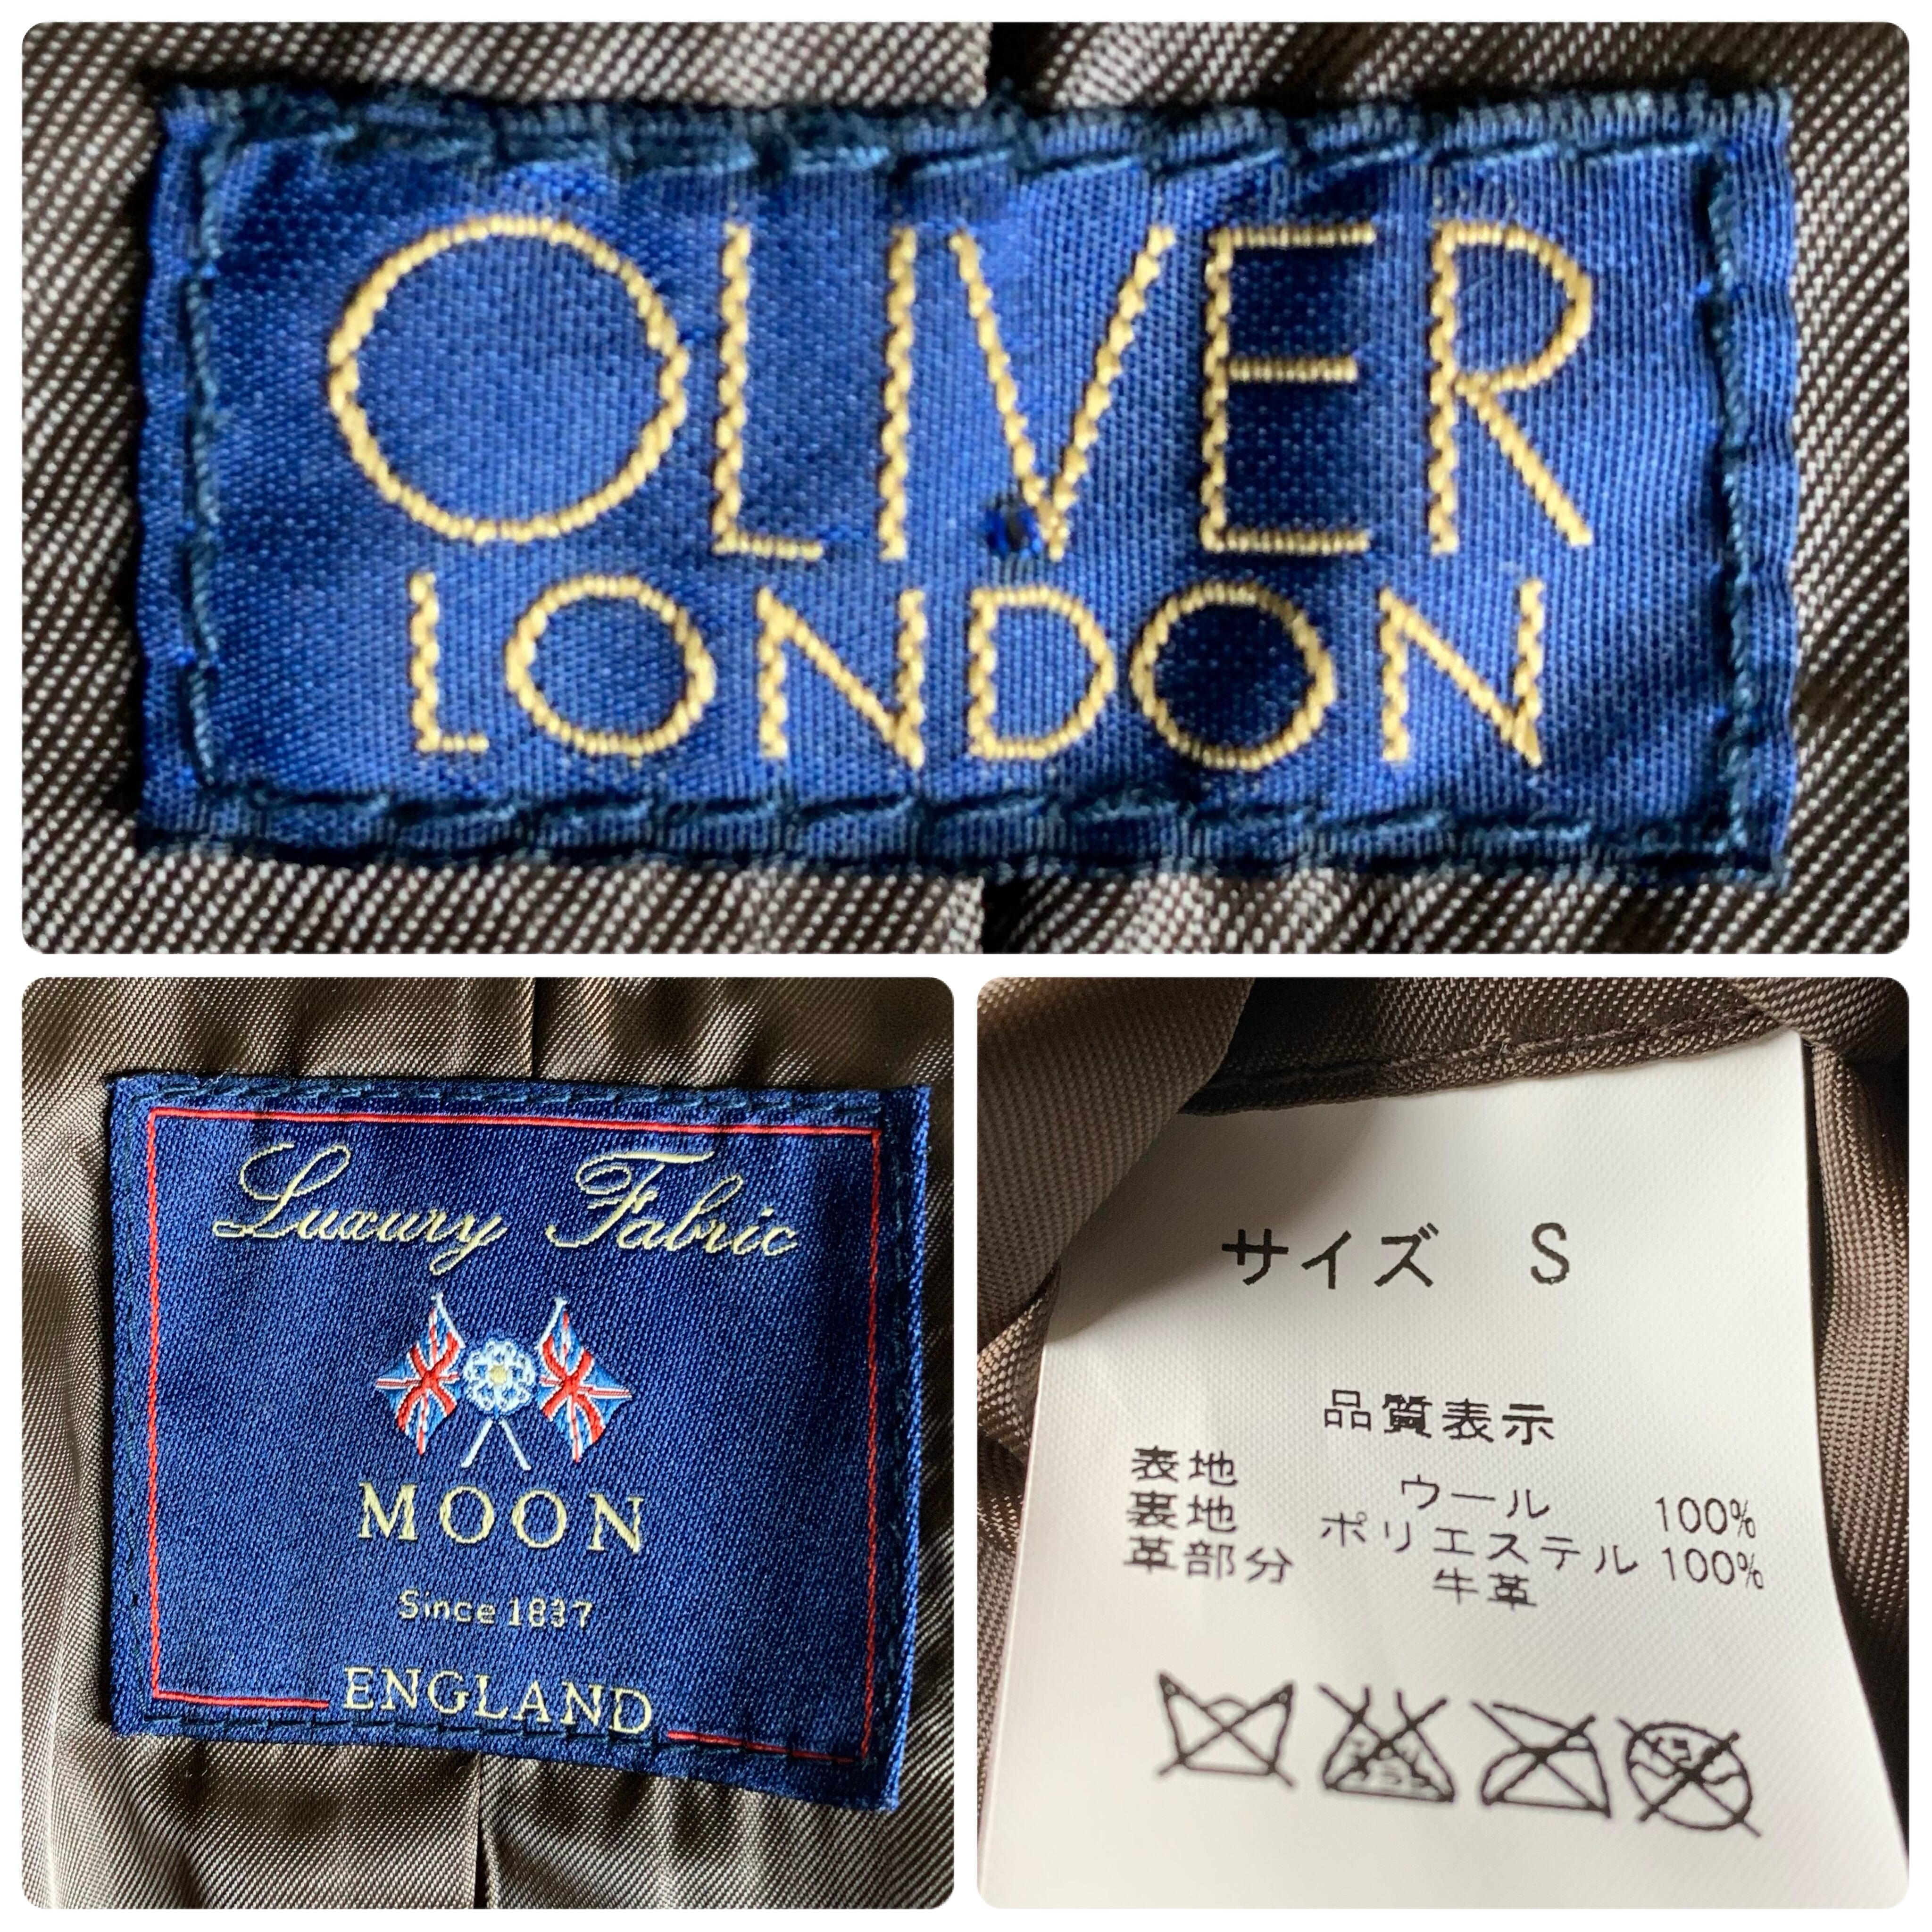 OLIVER
LONDON
Luxury Fabric
MOON
Since 1837
ENGLAND
サイズ S
品質表示
表地 ウール 100%
裏地 ポリエステル 100%
革部分 牛革